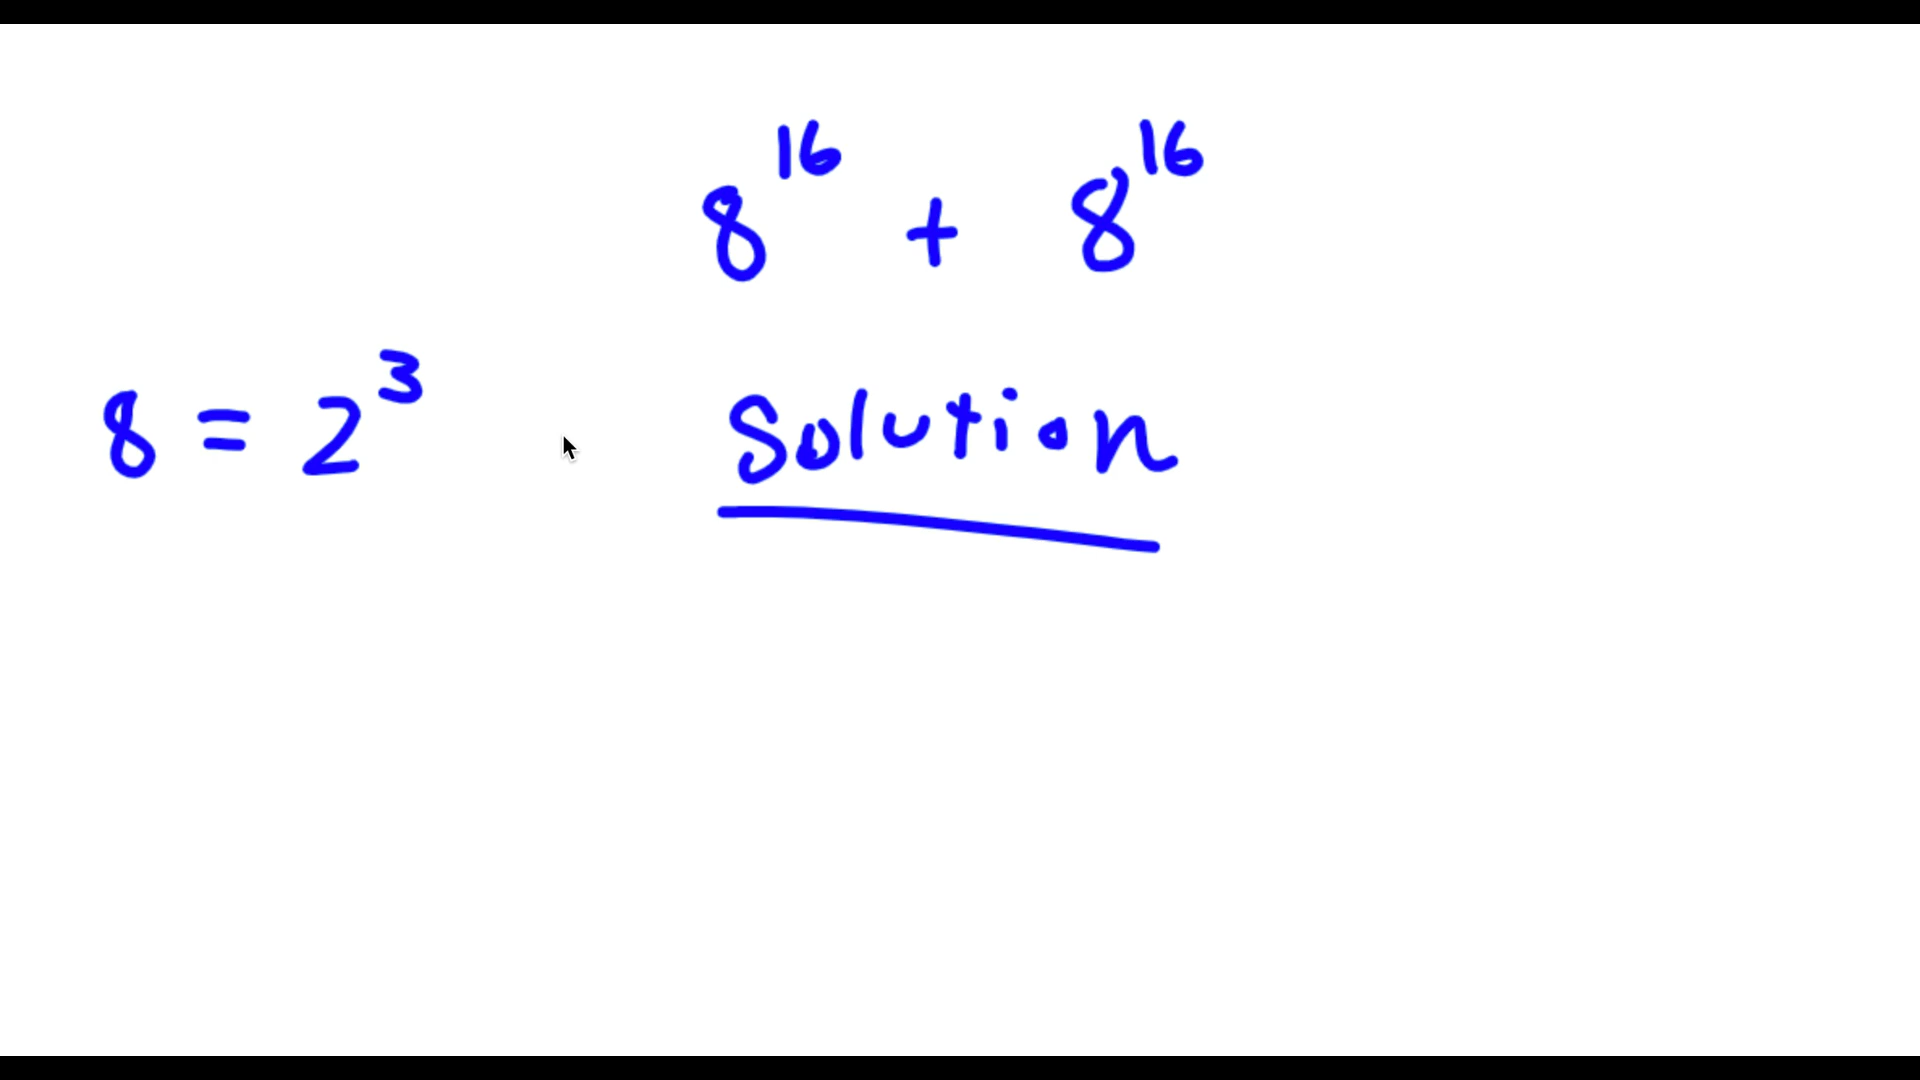 8^16 + 8^16
8 = 2^3
Solution